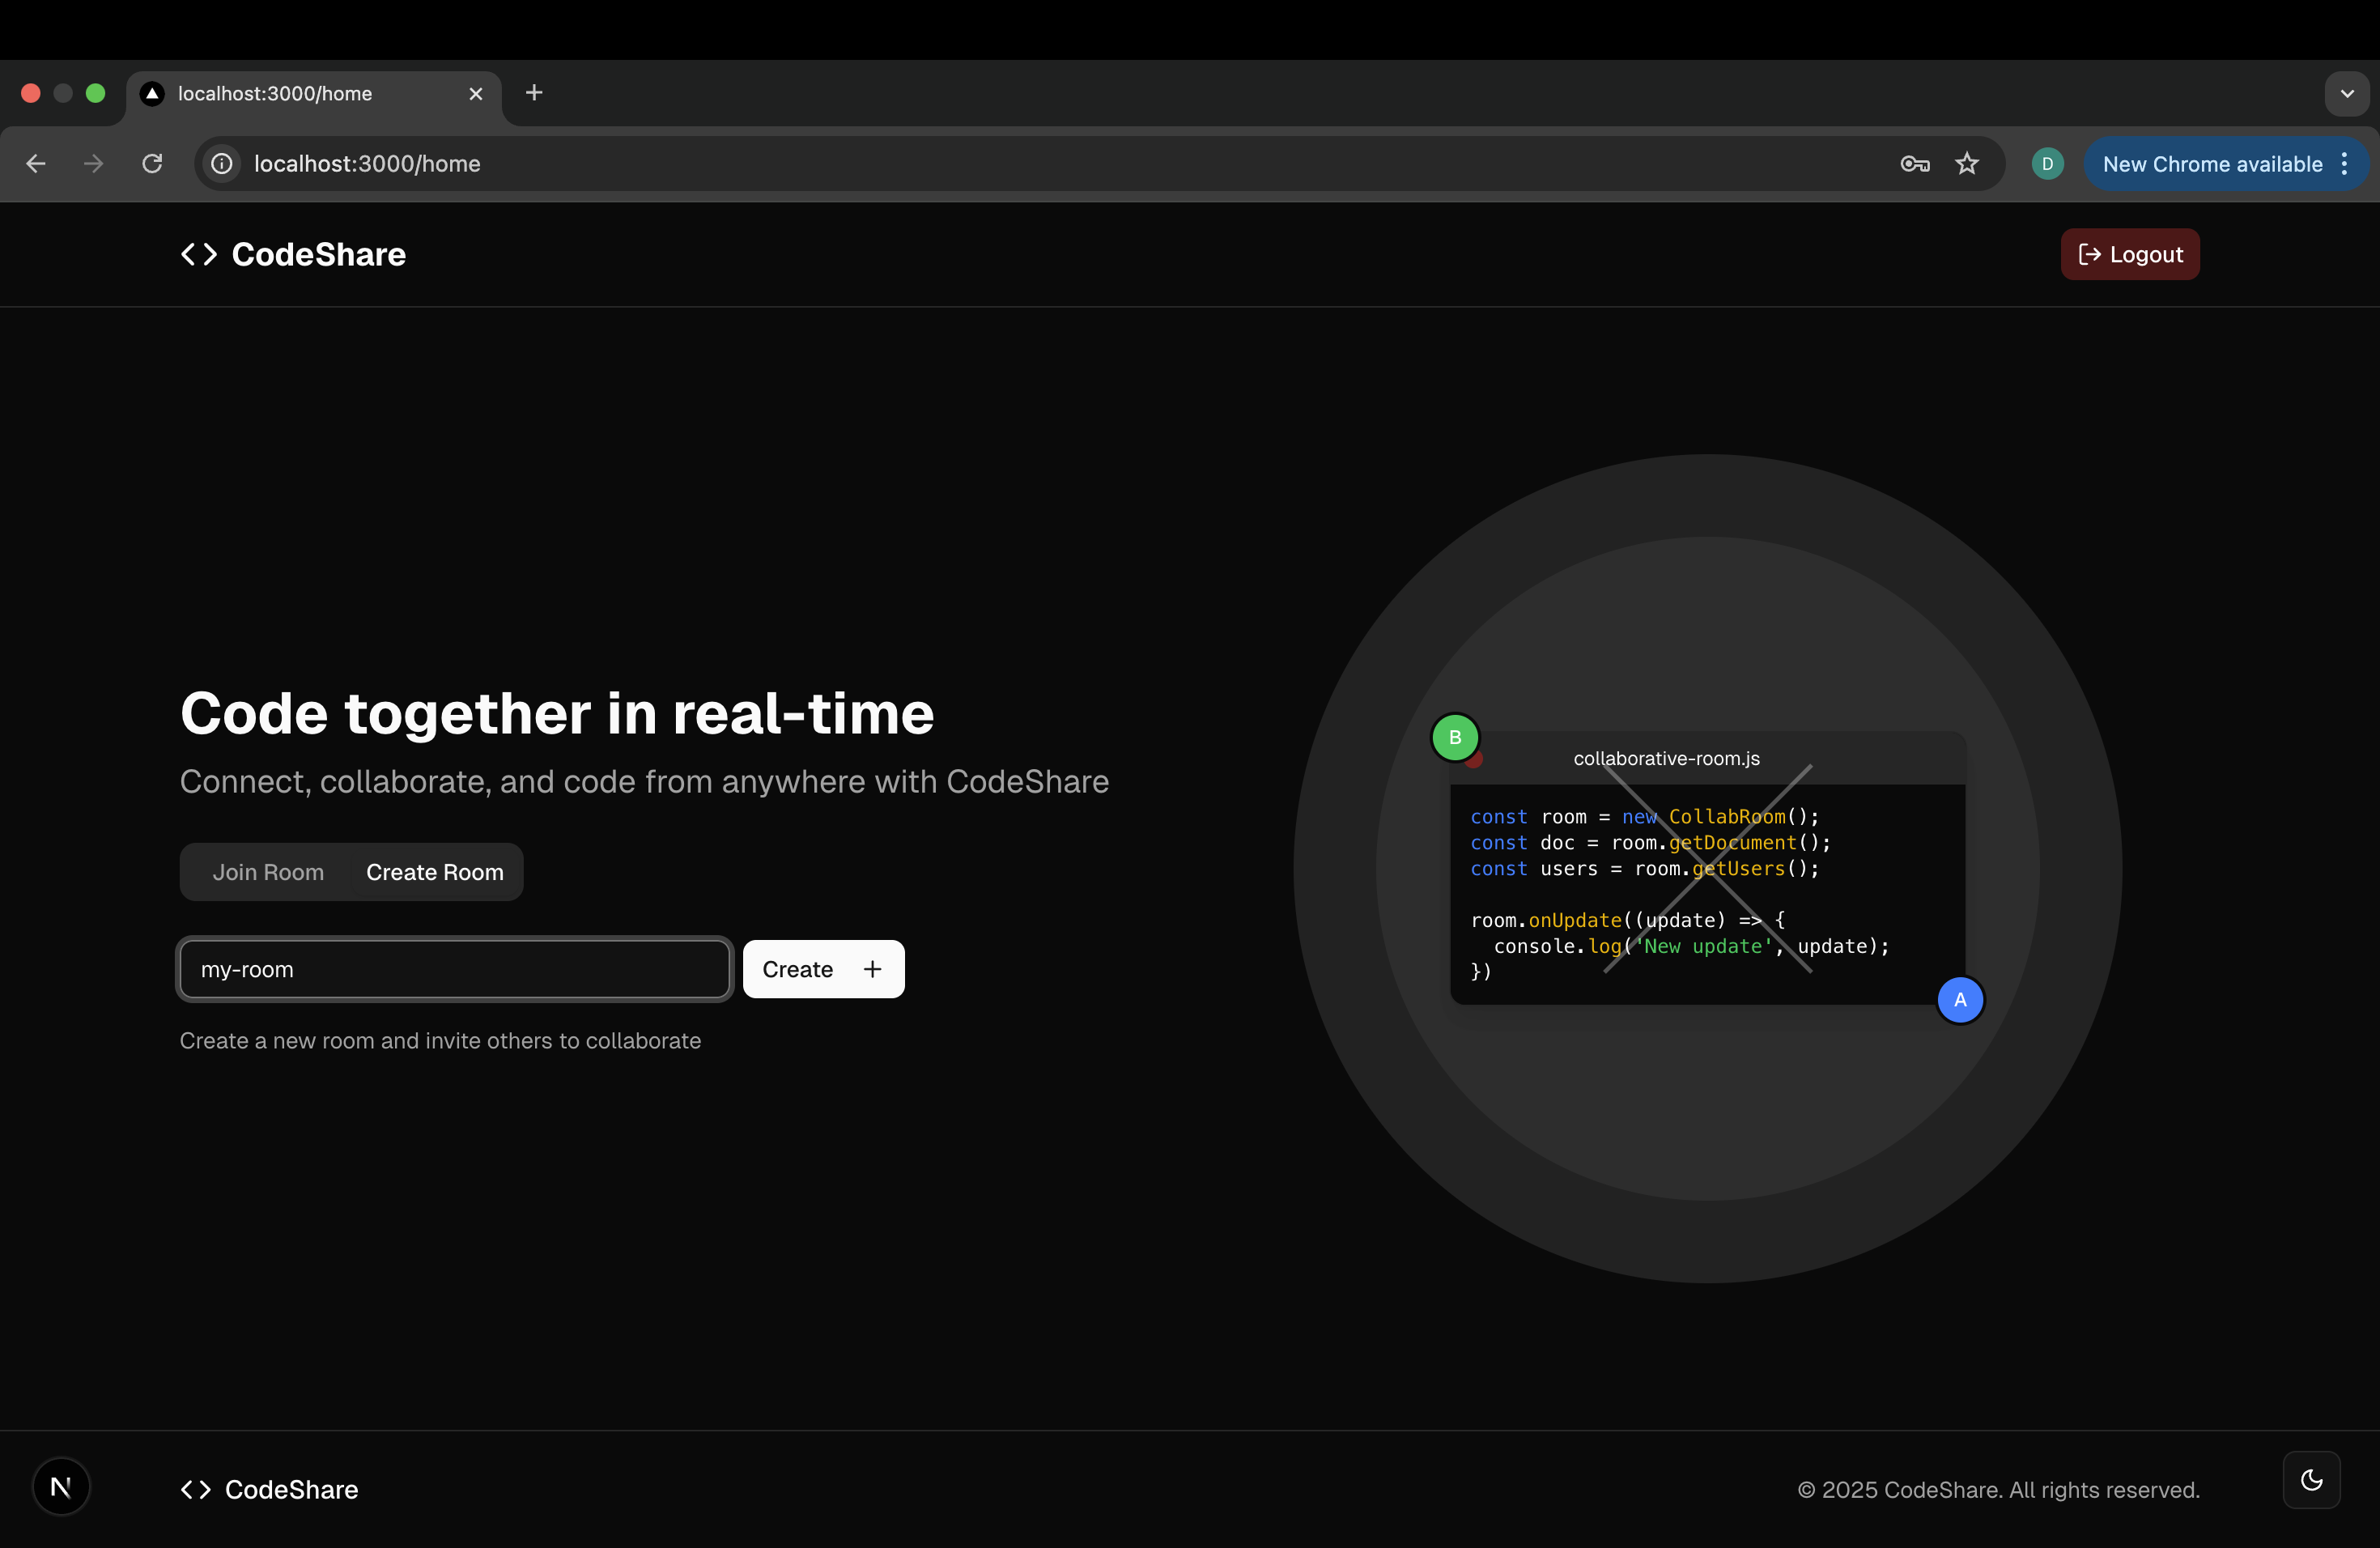 localhost:3000/home
localhost:3000/home
D
New Chrome available
CodeShare
Logout
Code together in real-time
Connect, collaborate, and code from anywhere with CodeShare
Join Room
Create Room
my-room
Create
Create a new room and invite others to collaborate
B
collaborative-room.js
const room = new CollabRoom();
const doc = room.getDocument();
const users = room.getUsers();
room.onUpdate((update) => {
  console.log('New update', update);
})
A
N
CodeShare
© 2025 CodeShare. All rights reserved.